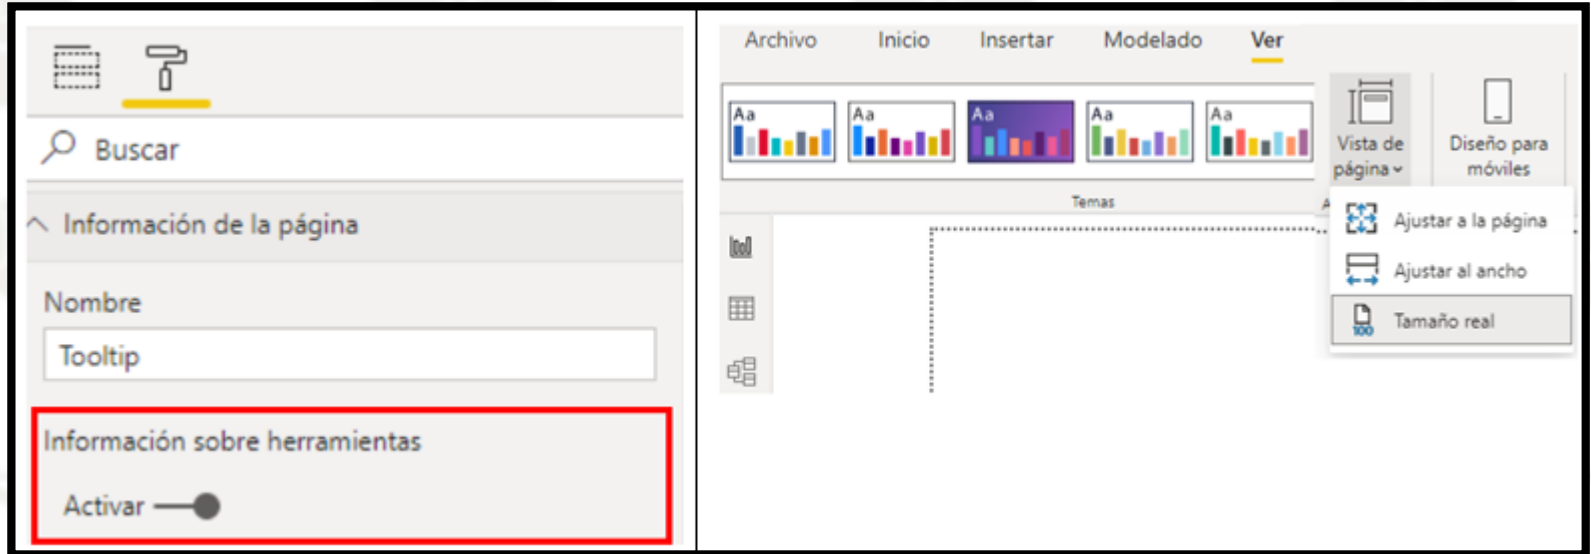 Buscar
Información de la página
Nombre
Tooltip
Información sobre herramientas
Activar
Archivo Inicio Insertar Modelado Ver
Aa Aa Aa Aa Aa
Vista de página
Diseño para móviles
Temas
Ajustar a la página
Ajustar al ancho
100 Tamaño real